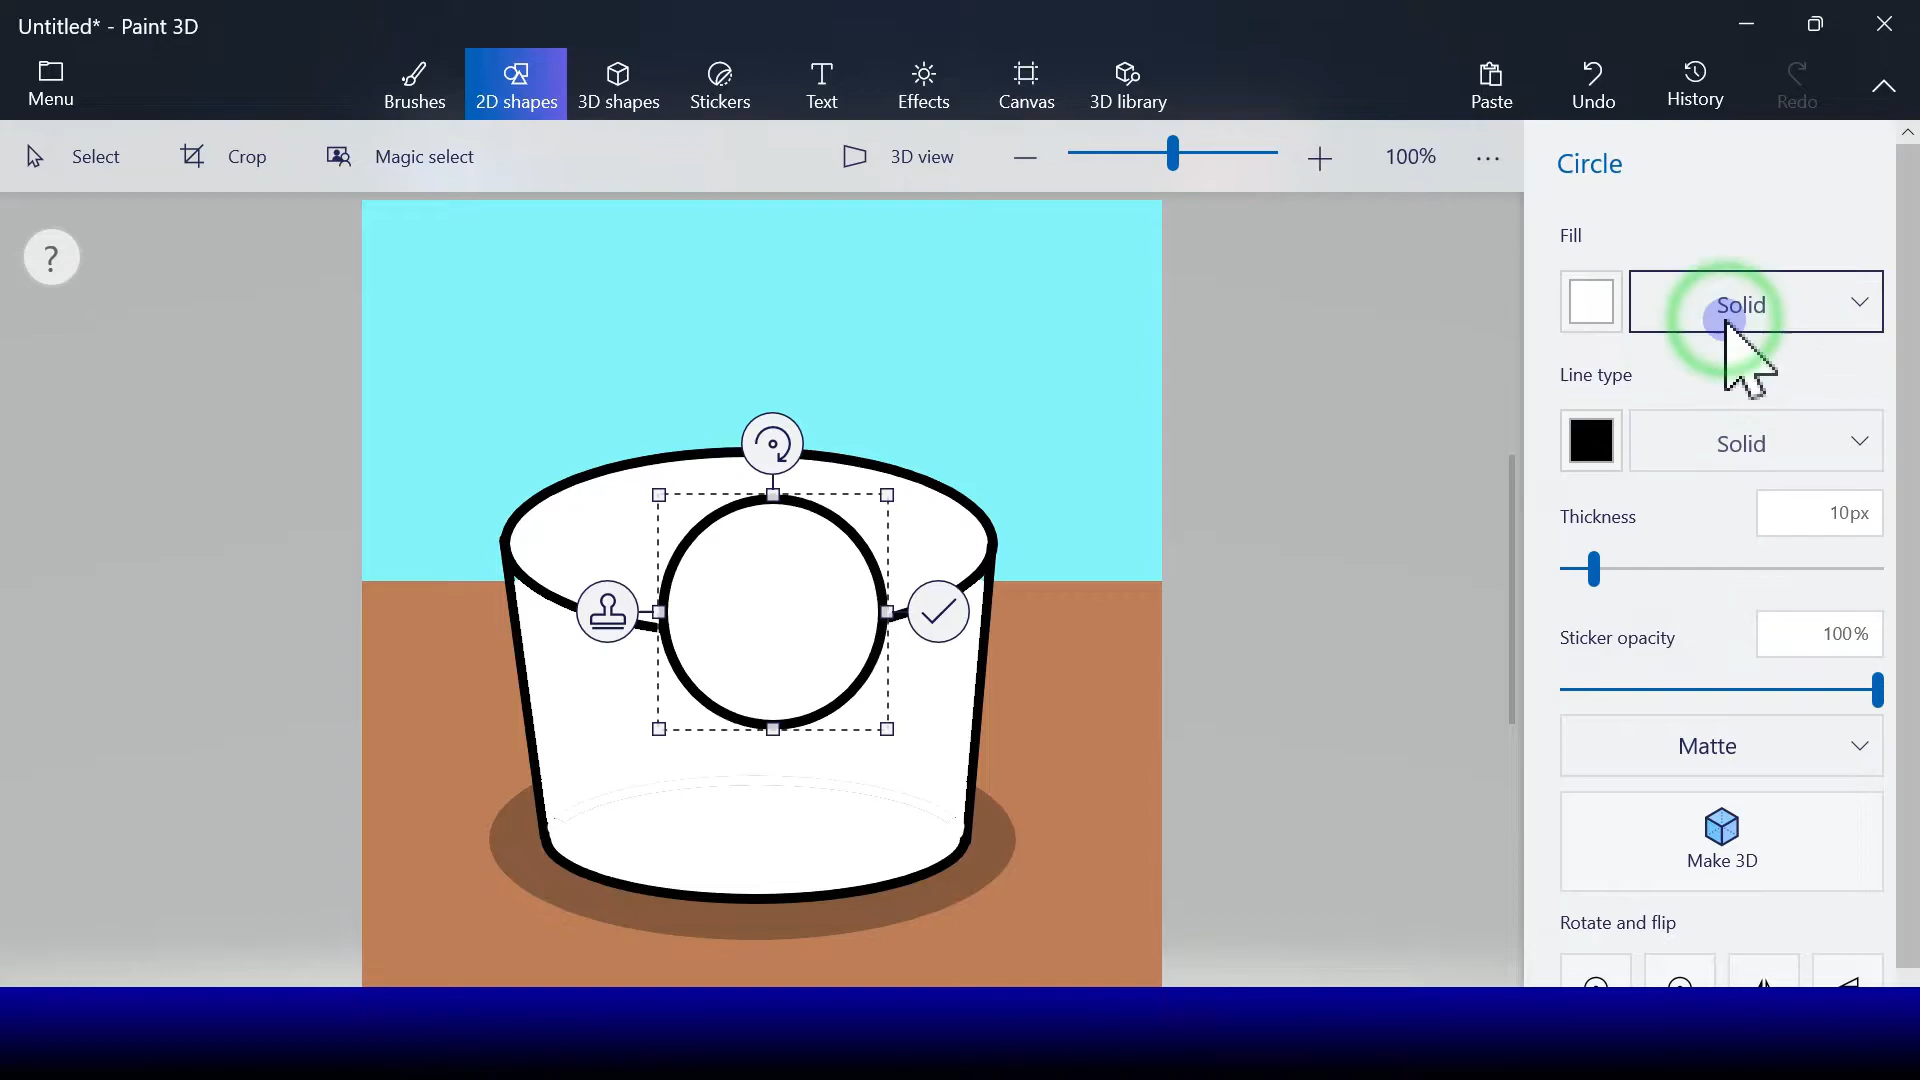 Untitled* - Paint 3D
Menu
Brushes
2D shapes
3D shapes
Stickers
Text
Effects
Canvas
3D library
Paste
Undo
History
Redo
Select
Crop
Magic select
3D view
100%
?
Circle
Fill
Solid
Line type
Solid
Thickness
10px
Sticker opacity
100%
Matte
Make 3D
Rotate and flip